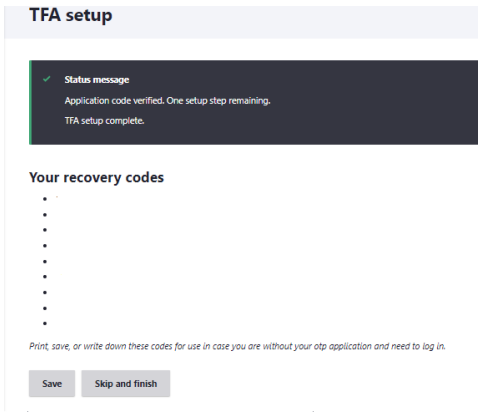 TFA setup
Status message
Application code verified. One setup step remaining.
TFA setup complete.
Your recovery codes
Print, save, or write down these codes for use in case you are without your otp application and need to log in.
Save
Skip and finish